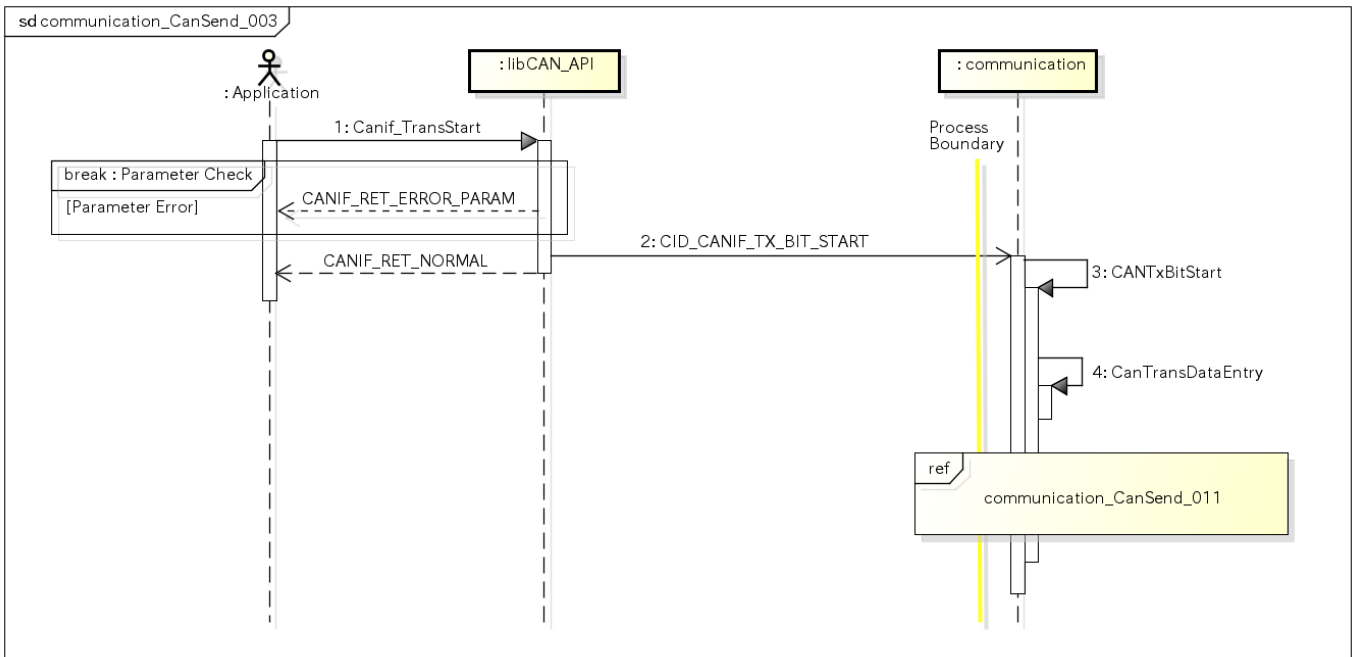 sd communication_CanSend_003
: Application
: libCAN_API
: communication
1: Canif_TransStart
Process
Boundary
break : Parameter Check
[Parameter Error]
CANIF_RET_ERROR_PARAM
2: CID_CANIF_TX_BIT_START
CANIF_RET_NORMAL
3: CANTxBitStart
4: CanTransDataEntry
ref
communication_CanSend_011